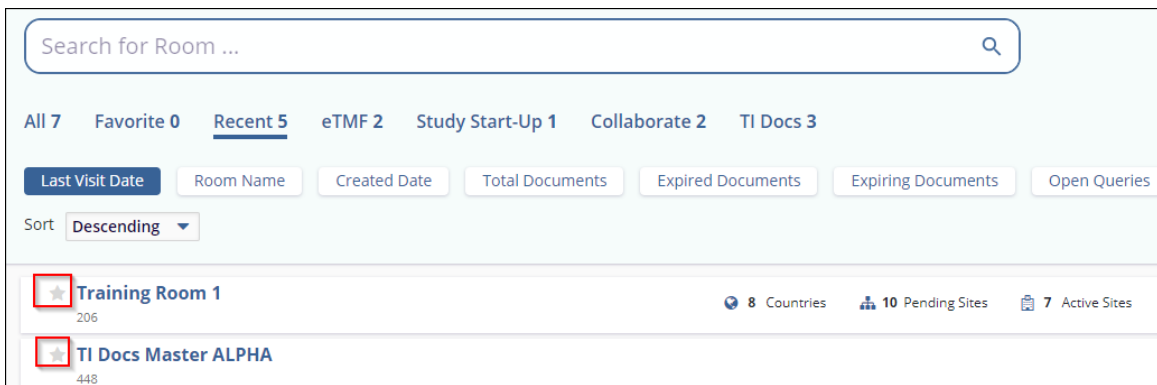 Search for Room ...
All 7 Favorite 0 Recent 5 eTMF 2 Study Start-Up 1 Collaborate 2 TI Docs 3
Last Visit Date Room Name Created Date Total Documents Expired Documents Expiring Documents Open Queries
Sort Descending
Training Room 1 8 Countries 10 Pending Sites 7 Active Sites
206
TI Docs Master ALPHA
448